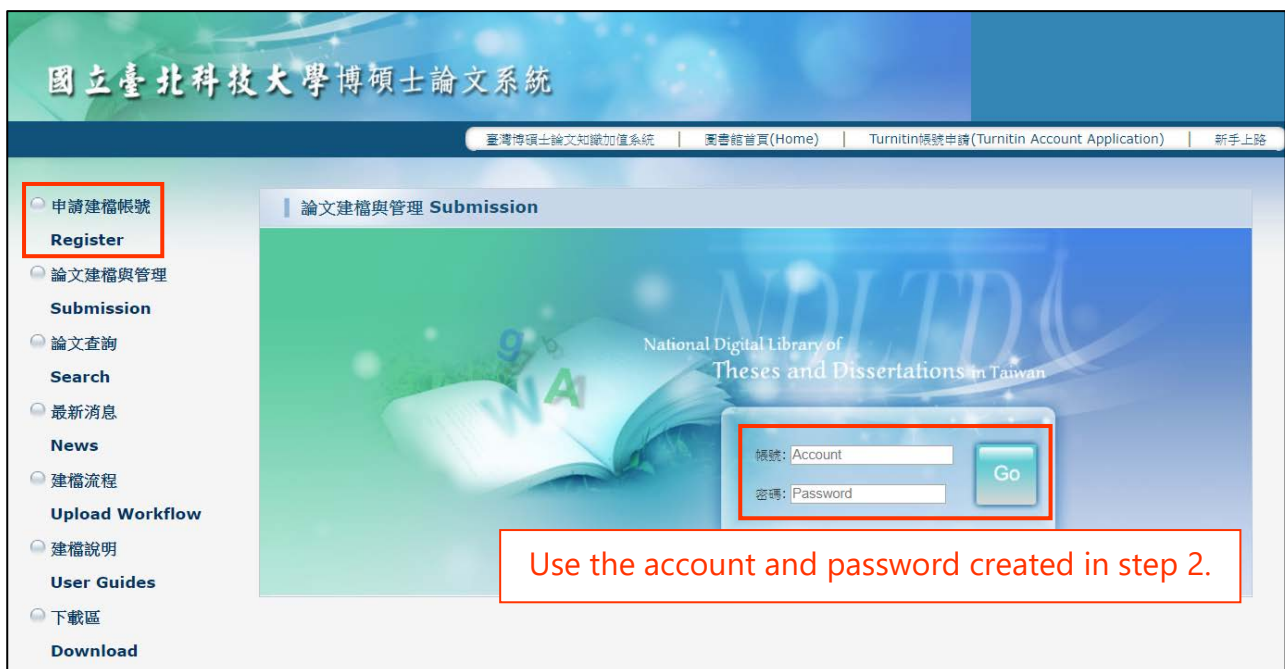 國立臺北科技大學博碩士論文系統
臺灣博碩士論文知識加值系統 | 圖書館首頁(Home) | Turnitin帳號申請(Turnitin Account Application) | 新手上路
申請建檔帳號
Register
論文建檔與管理
Submission
論文查詢
Search
最新消息
News
建檔流程
Upload Workflow
建檔說明
User Guides
下載區
Download
論文建檔與管理 Submission
NDLTD
National Digital Library of
Theses and Dissertations in Taiwan
g
W A
帳號: Account
密碼: Password
Go
Use the account and password created in step 2.